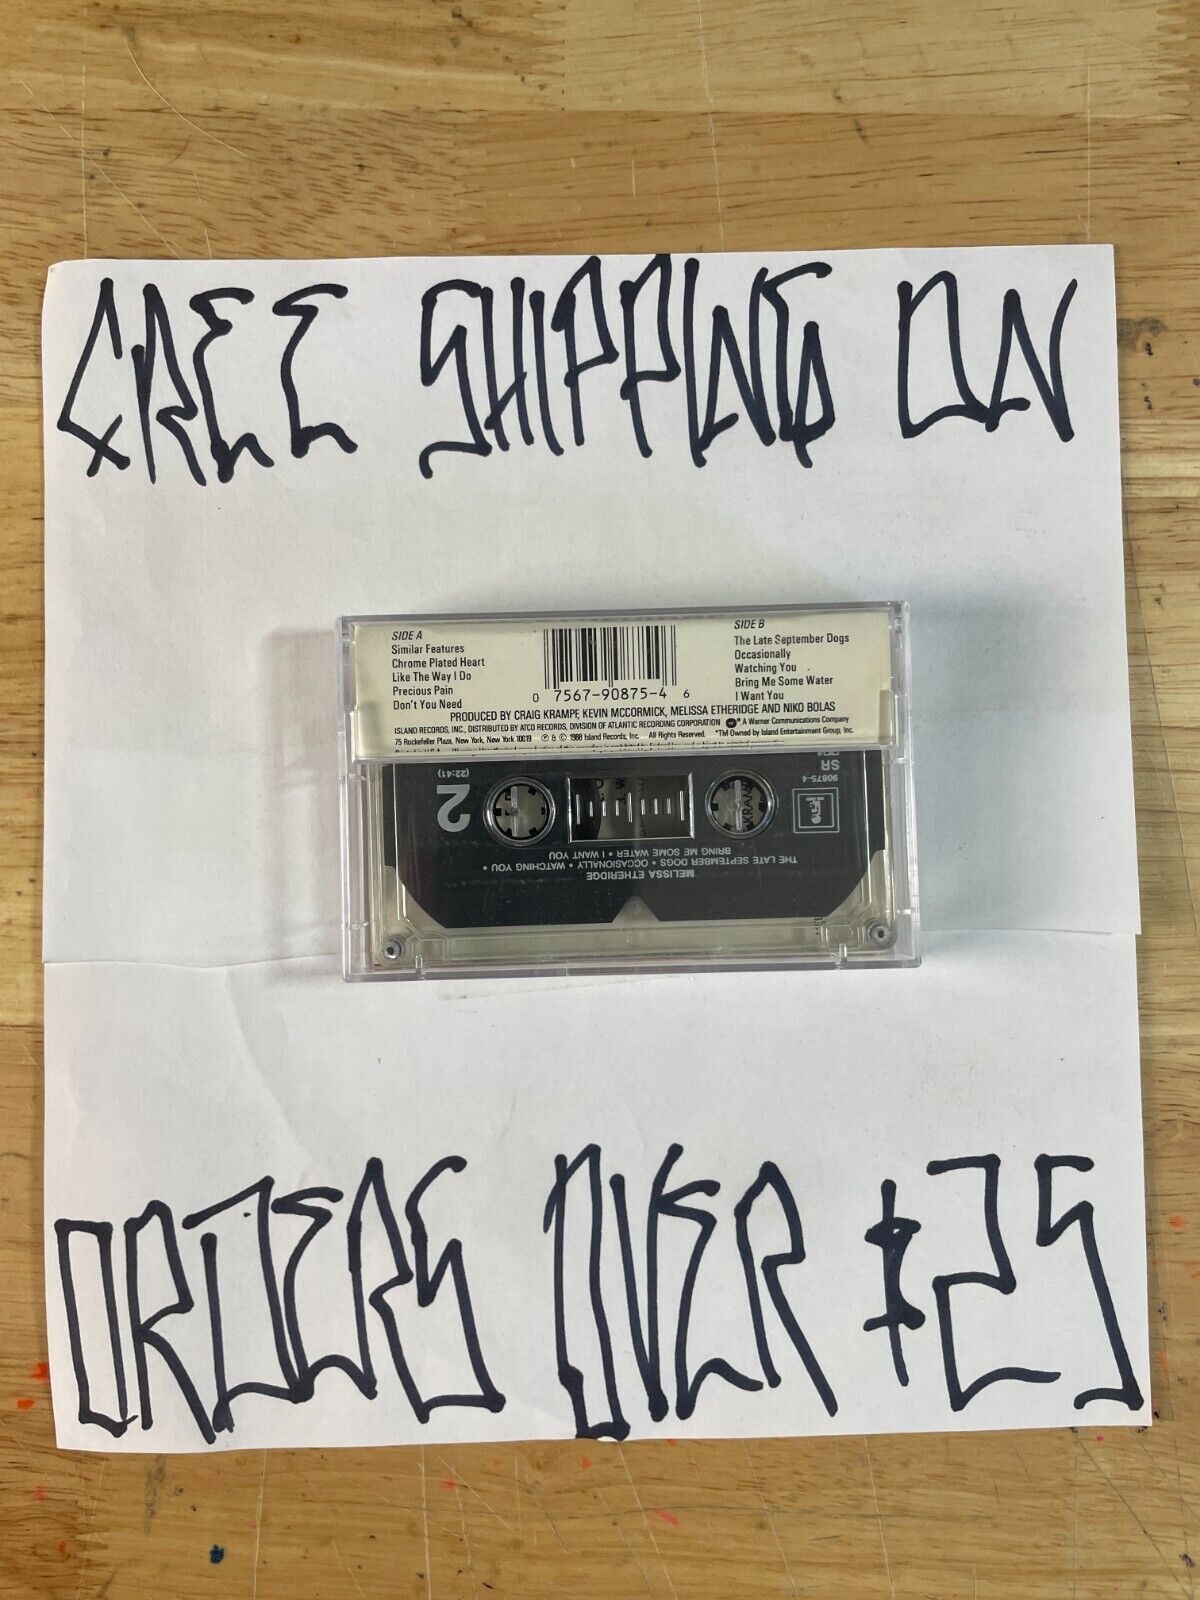 FREE SHIPPING ON
SIDE A
Similar Features
Chrome Plated Heart
Like The Way I Do
Precious Pain
Don't You Need
0 7567-90875-4 6
SIDE B
The Late September Dogs
Occasionally
Watching You
Bring Me Some Water
I Want You
PRODUCED BY CRAIG KRAMPF, KEVIN MCCORMICK, MELISSA ETHERIDGE AND NIKO BOLAS
ISLAND RECORDS, INC., DISTRIBUTED BY ATCO RECORDS, DIVISION OF ATLANTIC RECORDING CORPORATION ® A Warner Communications Company
75 Rockefeller Plaza, New York, New York 10019 ℗ & © 1988 Island Records, Inc. All Rights Reserved. *TM Owned by Island Entertainment Group, Inc.
2
(22:41)
90875-4
SR
MELISSA ETHERIDGE
THE LATE SEPTEMBER DOGS • OCCASIONALLY • WATCHING YOU •
BRING ME SOME WATER • I WANT YOU
ORDERS OVER $25